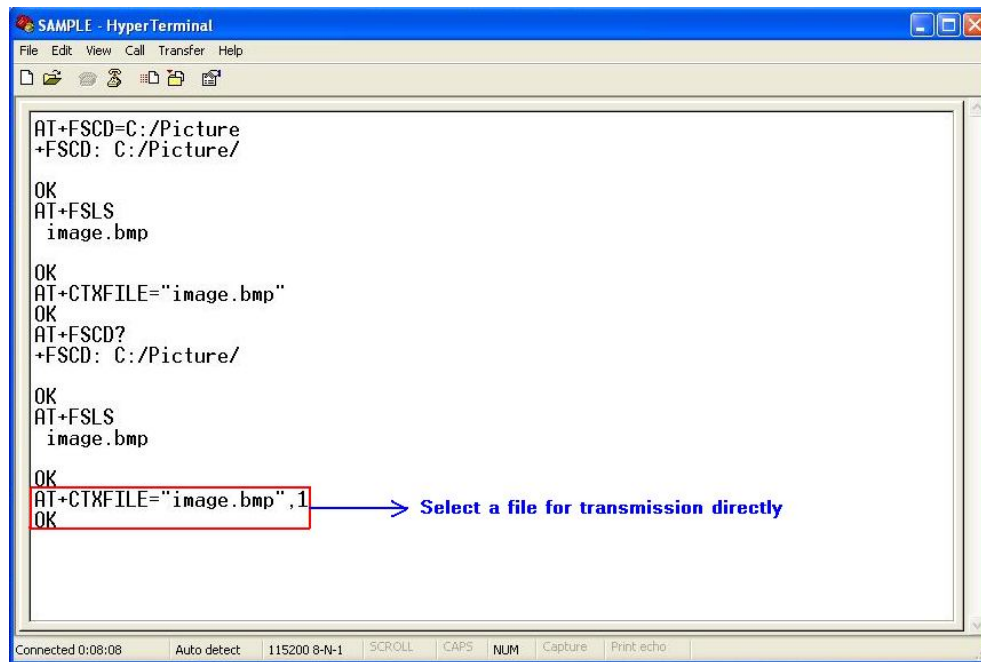 SAMPLE - HyperTerminal
File Edit View Call Transfer Help
AT+FSCD=C:/Picture
+FSCD: C:/Picture/
OK
AT+FSLS
image.bmp
OK
AT+CTXFILE="image.bmp"
OK
AT+FSCD?
+FSCD: C:/Picture/
OK
AT+FSLS
image.bmp
OK
AT+CTXFILE="image.bmp",1
Select a file for transmission directly
OK
Connected 0:08:08 Auto detect 115200 8-N-1 SCROLL CAPS NUM Capture Print echo